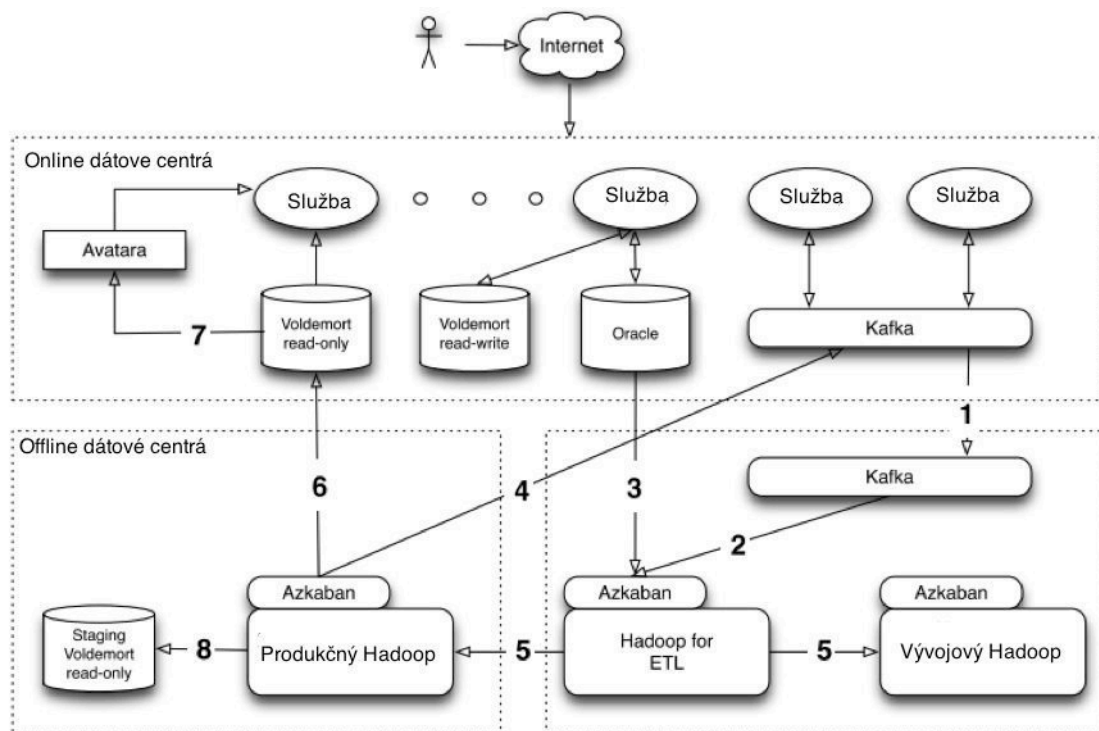 Internet
Online dátove centrá
Služba
Služba
Služba
Služba
Avatara
Voldemort
read-only
Voldemort
read-write
Oracle
Kafka
7
1
Offline dátové centrá
6
4
3
Kafka
2
Azkaban
Azkaban
Azkaban
Staging
Voldemort
read-only
8
Produkčný Hadoop
5
Hadoop for
ETL
5
Vývojový Hadoop